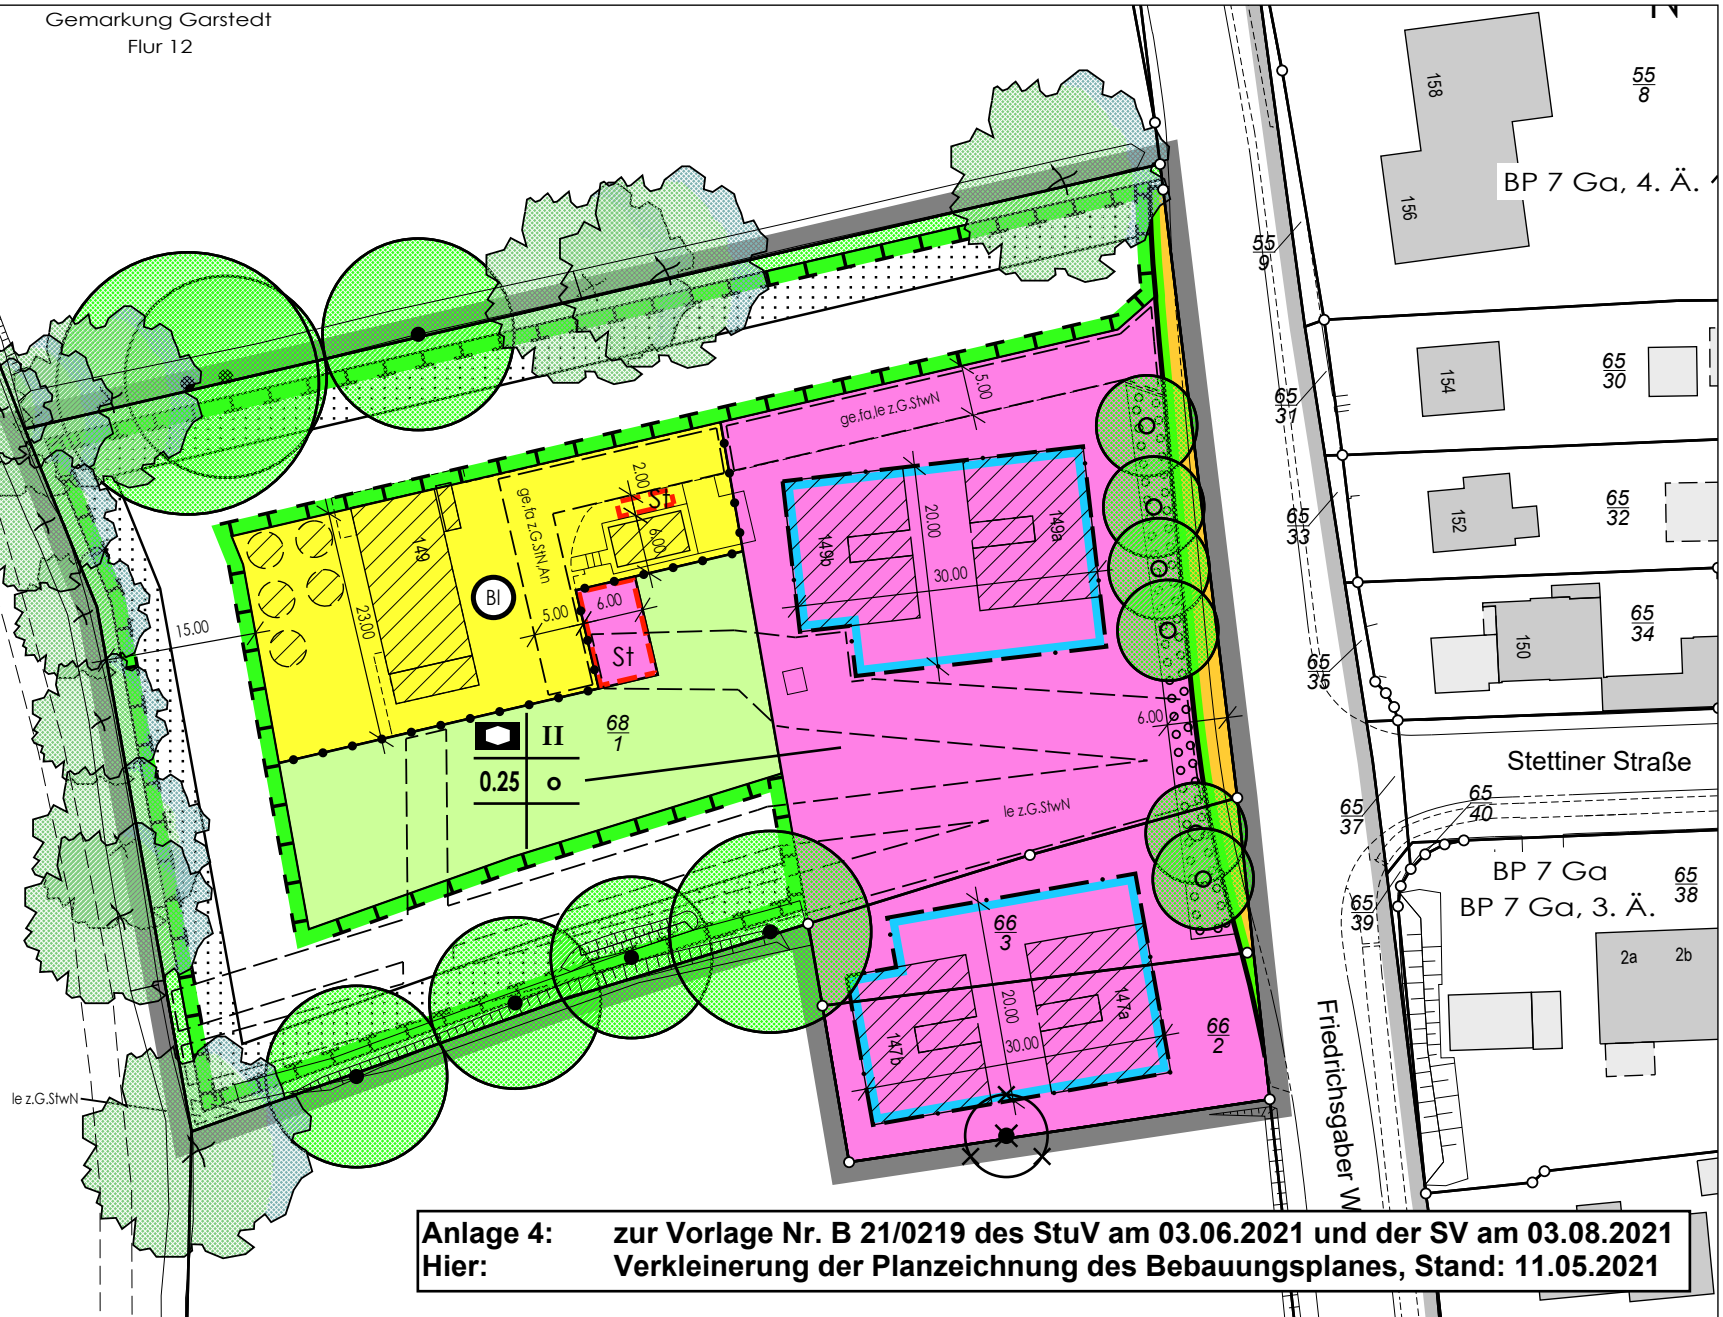 Gemarkung Garstedt
Flur 12
N
158
55
8
BP 7 Ga, 4. Ä.
156
55
9
65
30
154
65
31
5.00
ge,fa,le z.G.StwN
2.00
St
65
32
152
65
33
ge,fa z.G.StN,An
20.00
149a
149b
149
6.00
30.00
Bl
23.00
5.00
6.00
15.00
65
34
150
St
65
35
68
1
II
0.25
o
6.00
Stettiner Straße
65
37
65
40
le z.G.StwN
BP 7 Ga
BP 7 Ga, 3. Ä.
65
38
65
39
66
3
2a
2b
20.00
147a
147b
30.00
66
2
Friedrichsgaber W
le z.G.StwN
Anlage 4: zur Vorlage Nr. B 21/0219 des StuV am 03.06.2021 und der SV am 03.08.2021
Hier: Verkleinerung der Planzeichnung des Bebauungsplanes, Stand: 11.05.2021